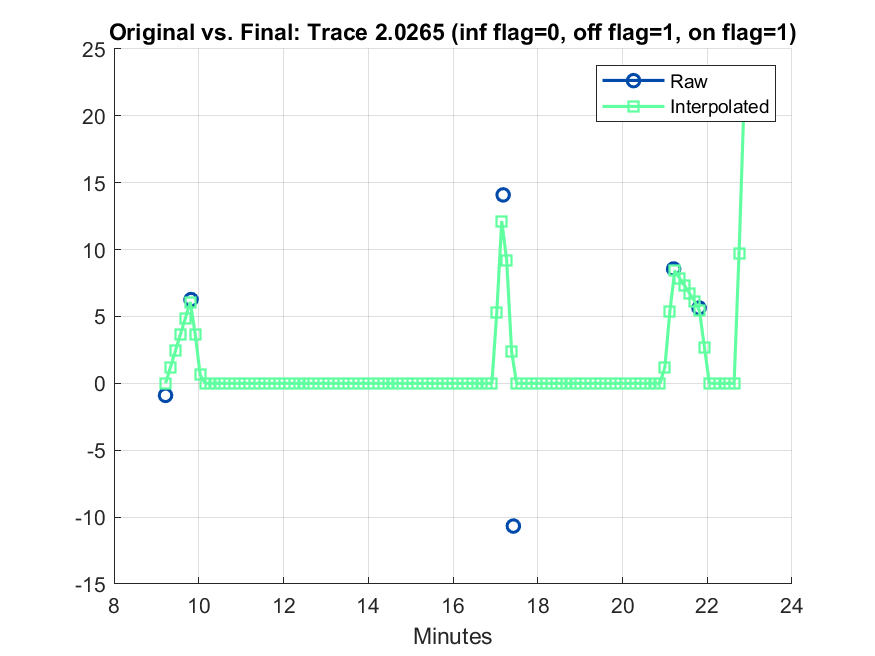 Original vs. Final: Trace 2.0265 (inf flag=0, off flag=1, on flag=1)
25
Raw
Interpolated
20
15
10
5
0
-5
-10
-15
8 10 12 14 16 18 20 22 24
Minutes